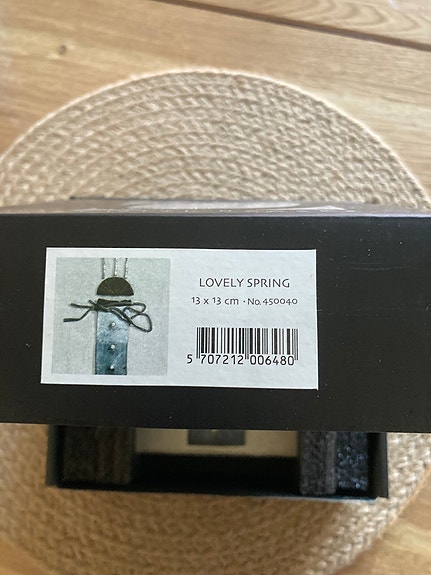 LOVELY SPRING
13 x 13 cm · No. 450040
5 707212 006480